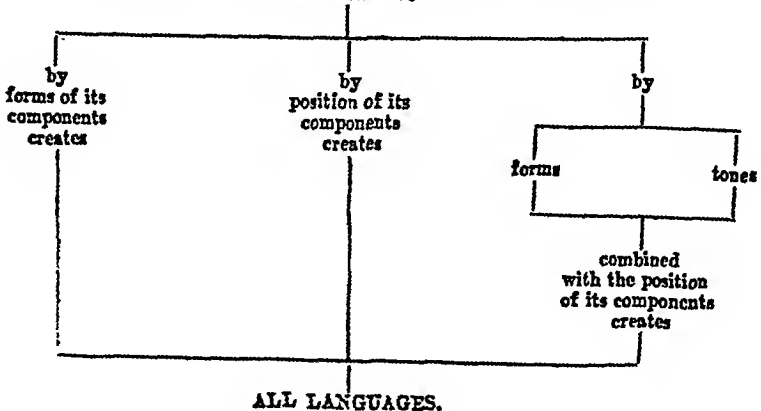 by
forms of its
components
creates
by
position of its
components
creates
by
forms
tones
combined
with the position
of its components
creates
ALL LANGUAGES.